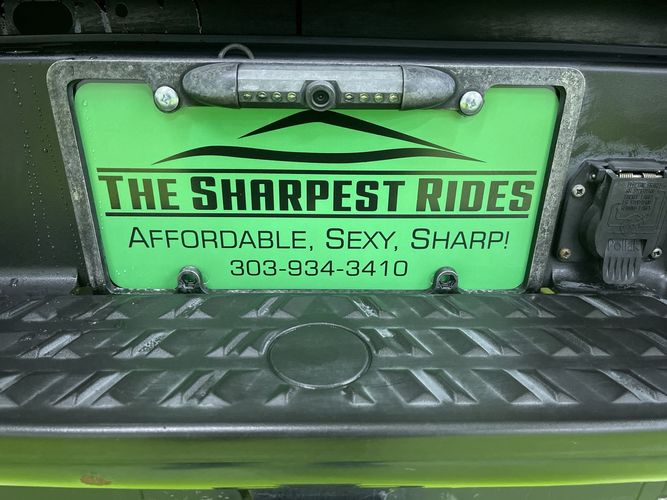 THE SHARPEST RIDES
AFFORDABLE, SEXY, SHARP!
303-934-3410